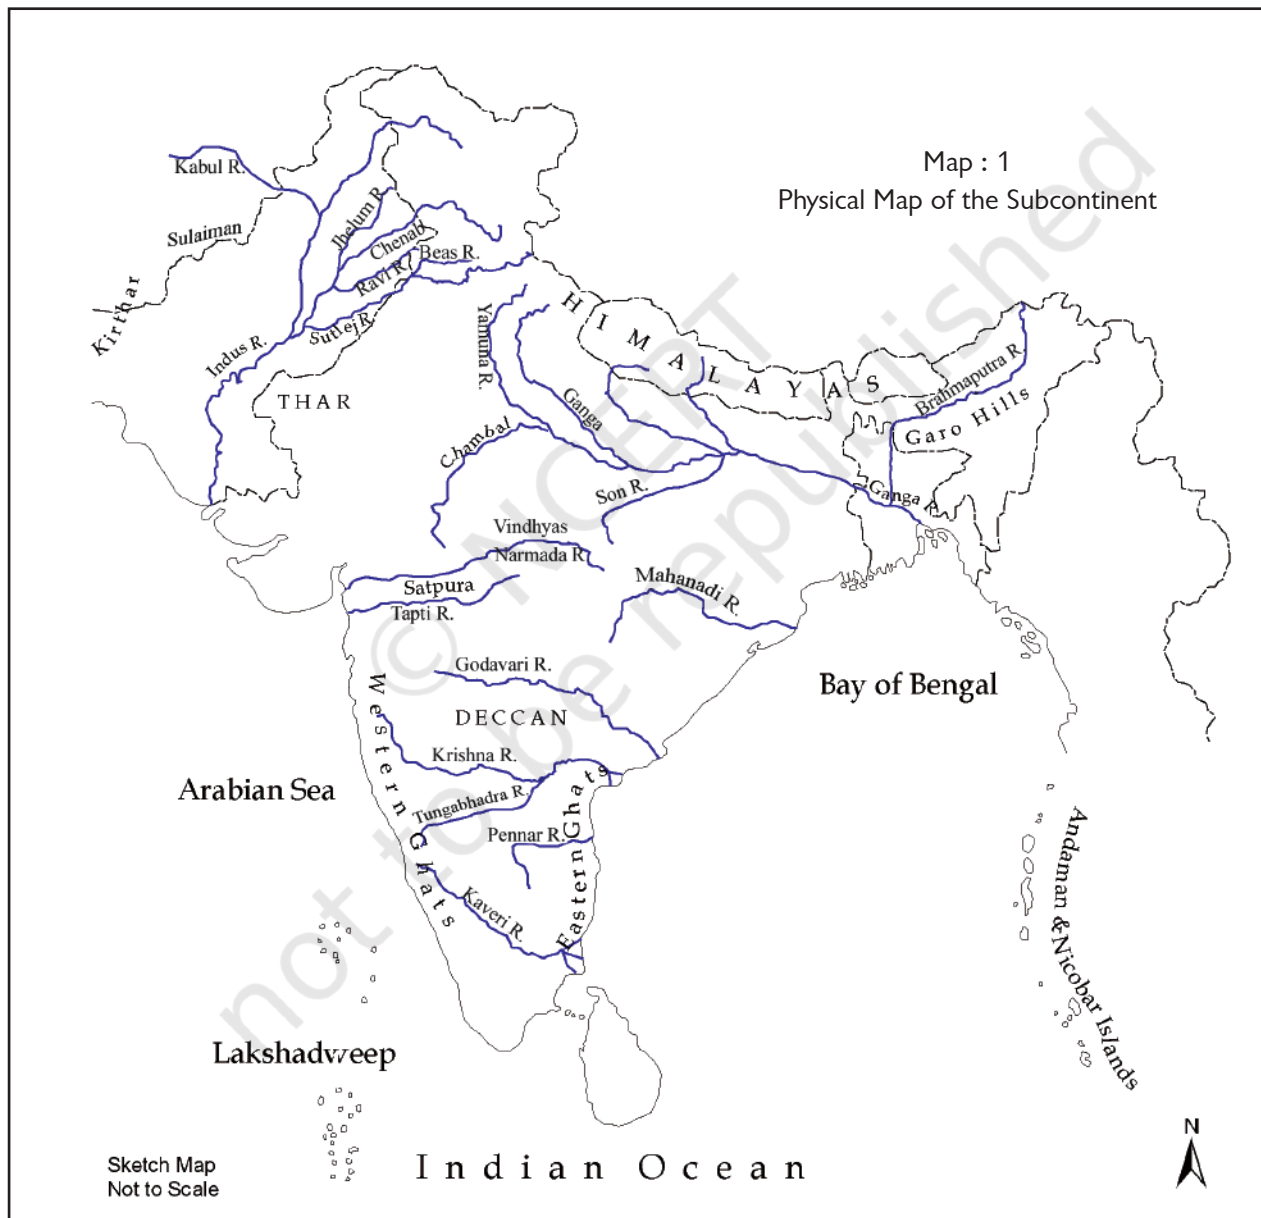 Map : 1
Physical Map of the Subcontinent
Kabul R.
Sulaiman
Kirthar
Jhelum R.
Chenab
Ravi R.
Beas R.
Sutlej R.
Indus R.
THAR
Yamuna R.
Ganga
HIMALAYAS
Brahmaputra R.
Garo Hills
Chambal
Son R.
Ganga R.
Vindhyas
Narmada R.
Satpura
Tapti R.
Mahanadi R.
Godavari R.
DECCAN
Bay of Bengal
Western Ghats
Krishna R.
Arabian Sea
Tungabhadra R.
Pennar R.
Eastern Ghats
Kaveri R.
Andaman & Nicobar Islands
Lakshadweep
Indian Ocean
N
Sketch Map
Not to Scale
© NCERT
not to be republished